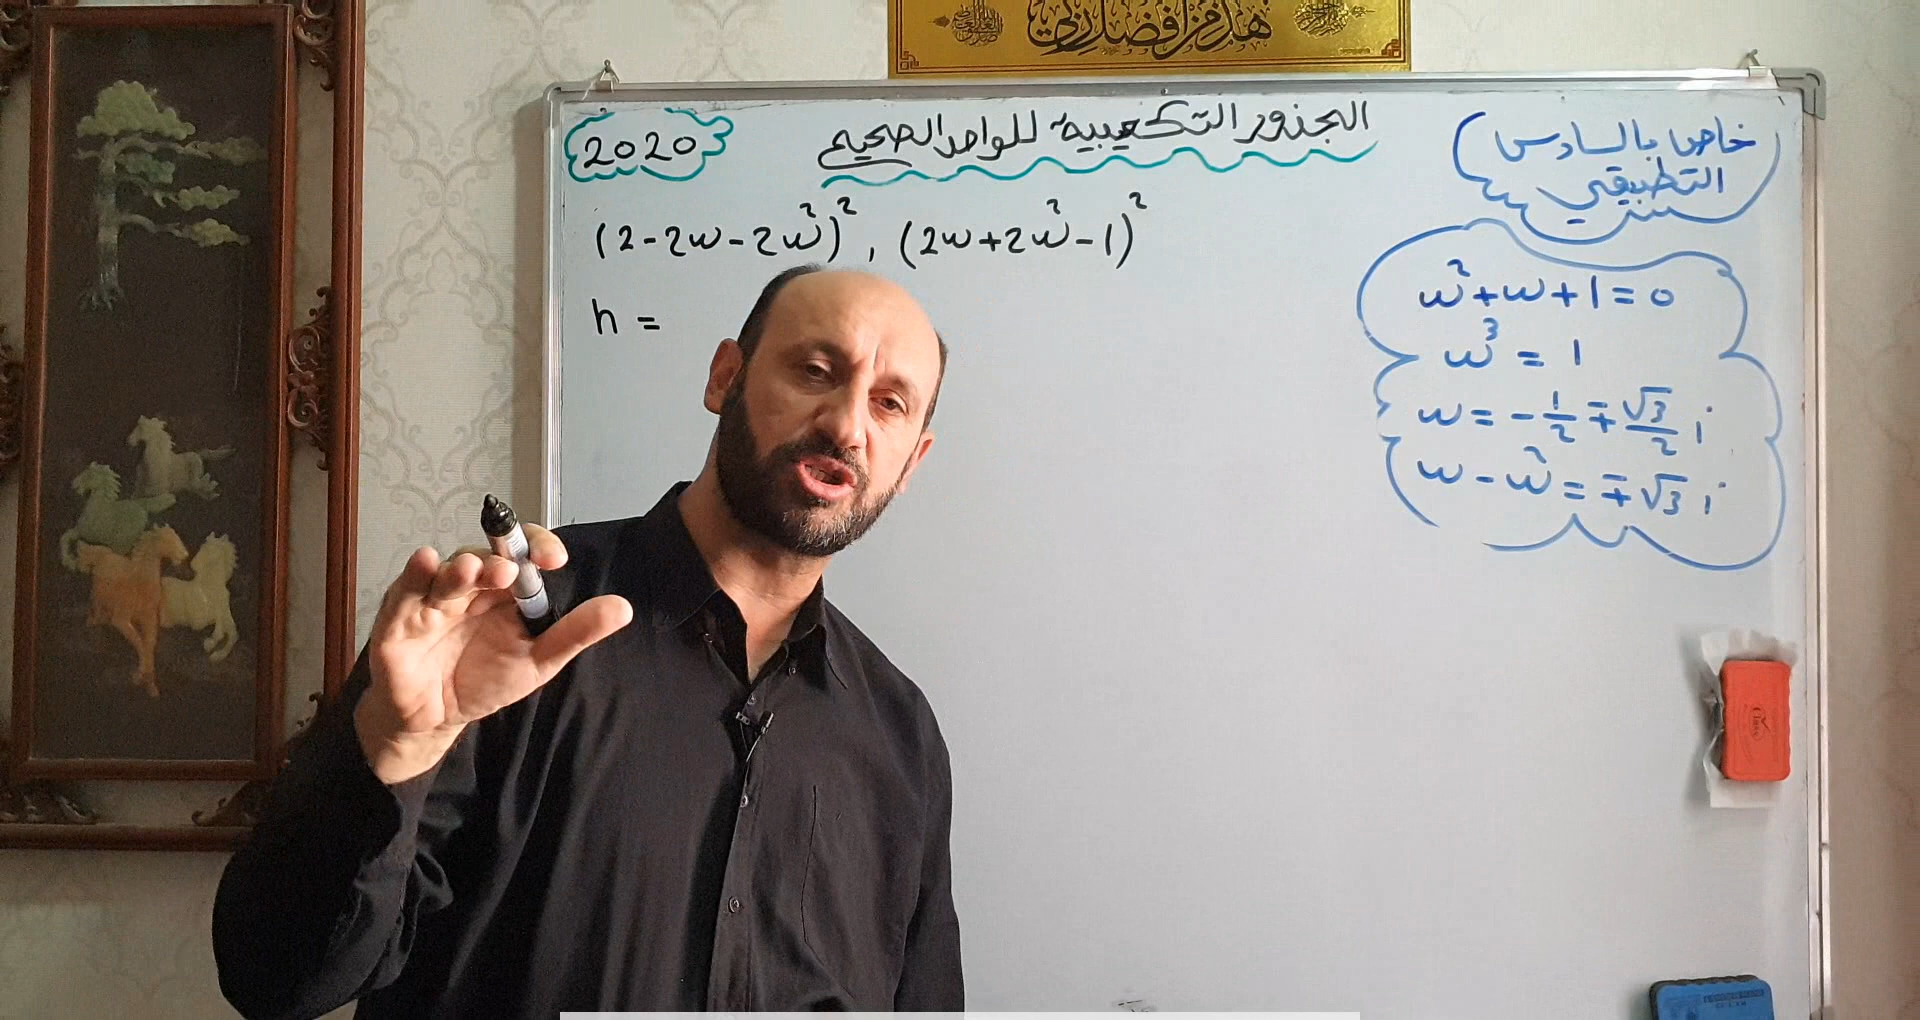 هذا من فضل ربي
2020
الجذور التكعيبية للواحد الصحيح
خاص بالسادس
التطبيقي
(2-2ω-2ω²)² , (2ω+2ω²-1)²
h =
ω²+ω+1=0
ω³ = 1
ω = -1/2 ∓ √3/2 i
ω - ω² = ∓√3 i